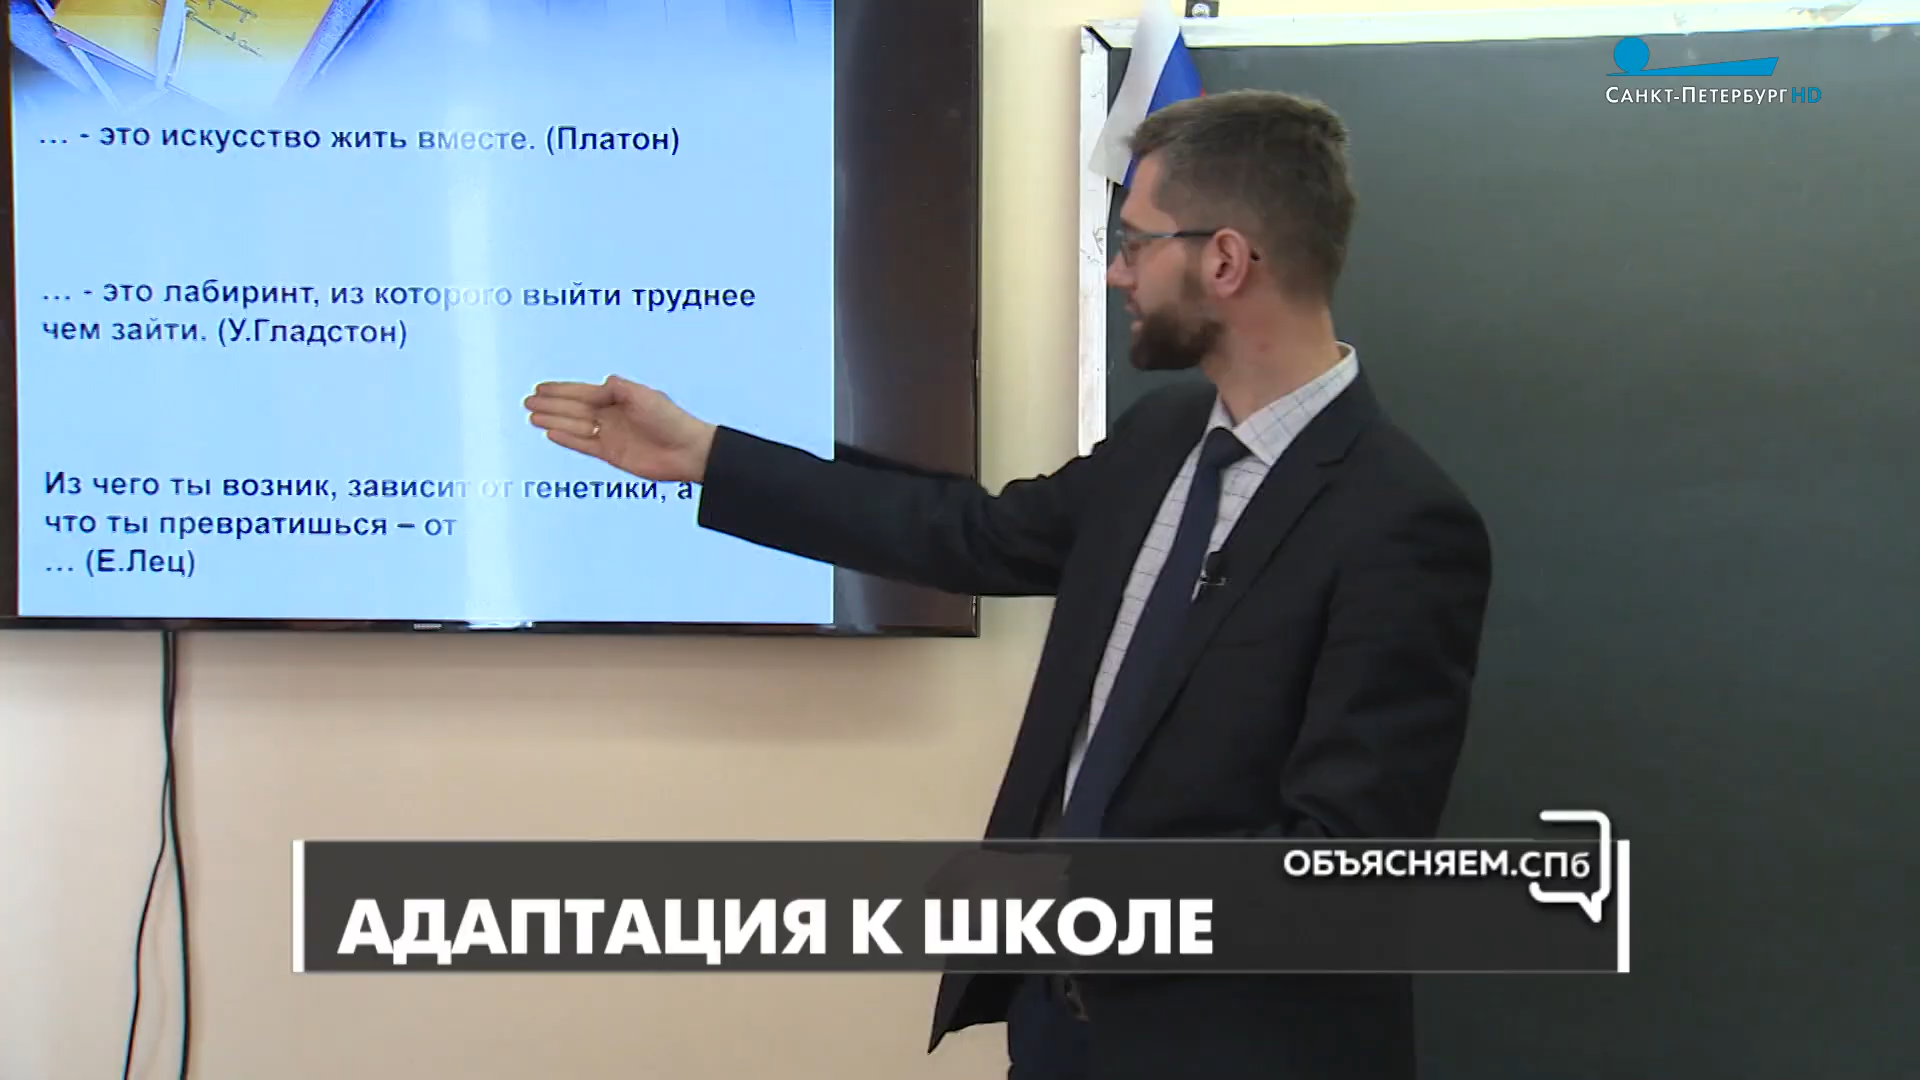 … - это искусство жить вместе. (Платон)
… - это лабиринт, из которого выйти труднее
чем зайти. (У.Гладстон)
Из чего ты возник, зависит от генетики, а
что ты превратишься – от
… (Е.Лец)
САНКТ-ПЕТЕРБУРГ HD
ОБЪЯСНЯЕМ.СПб
АДАПТАЦИЯ К ШКОЛЕ